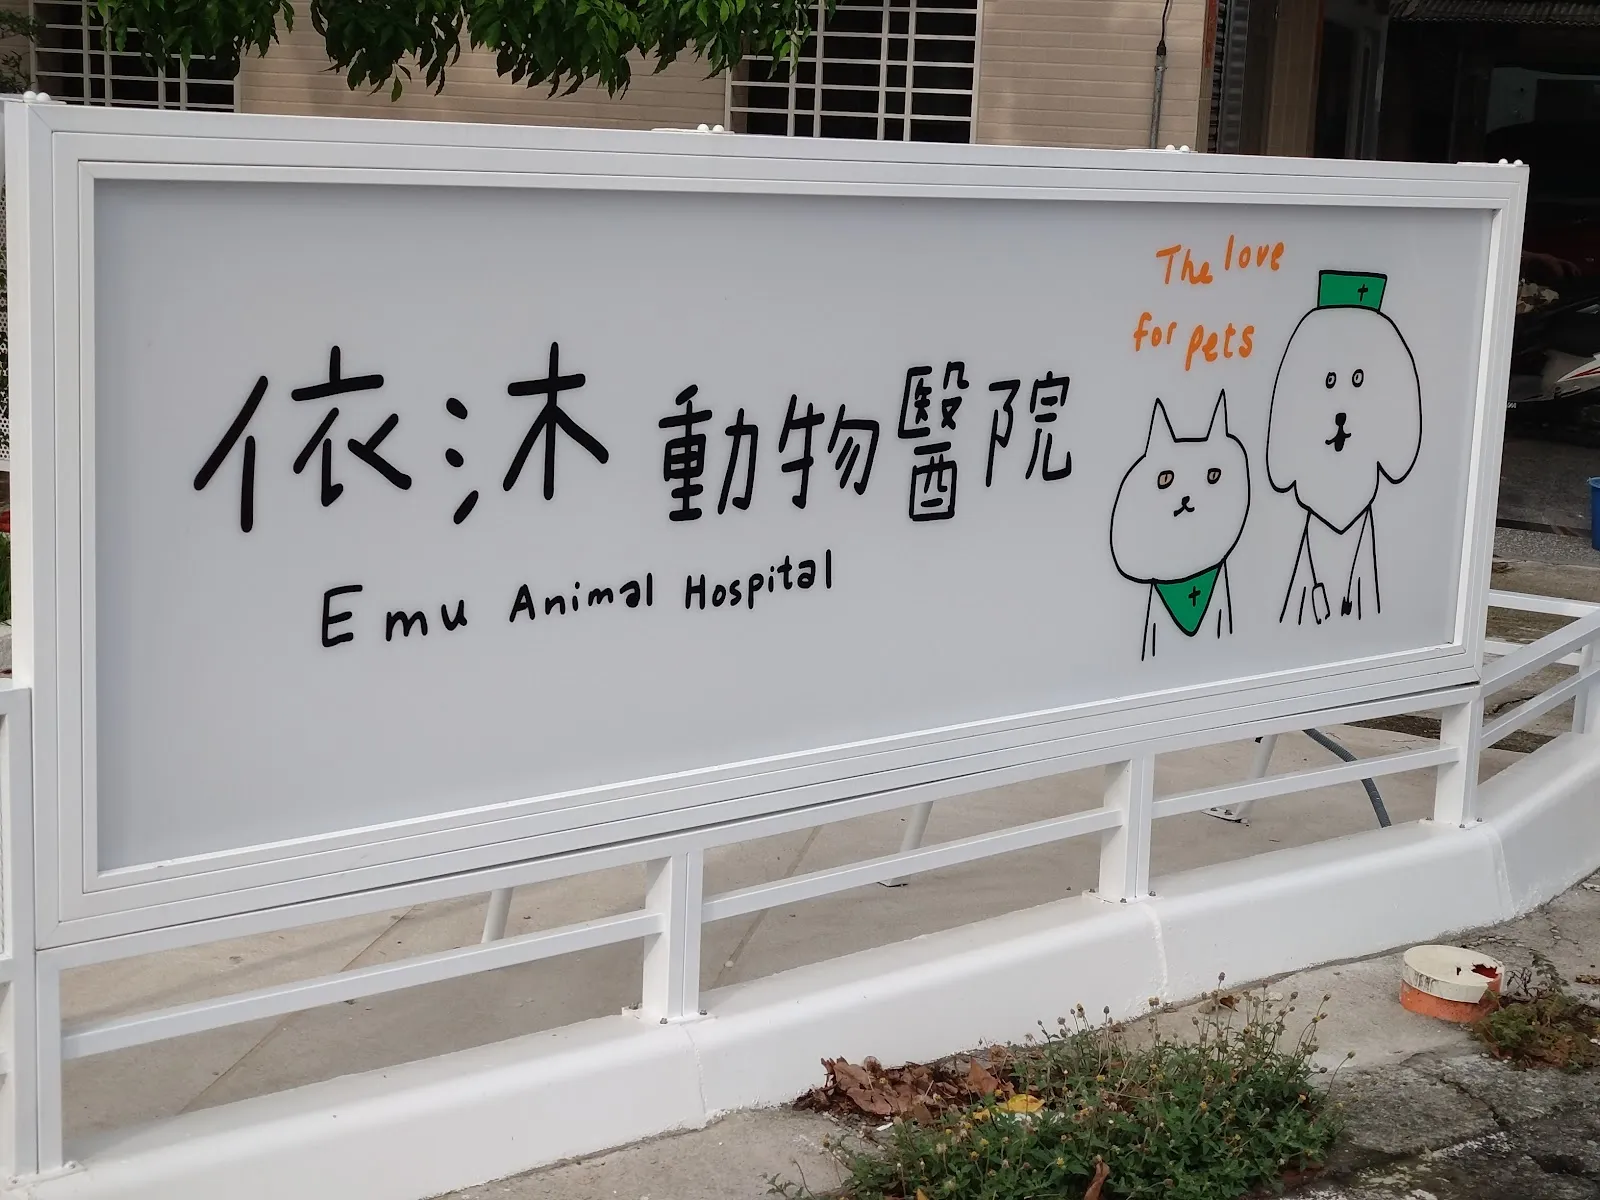 依沐動物醫院
Emu Animal Hospital
The love
for pets